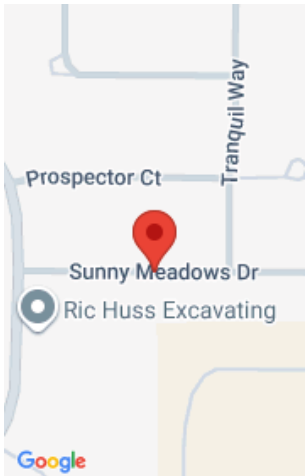 Tranquil Way
Prospector Ct
Sunny Meadows Dr
Ric Huss Excavating
Google